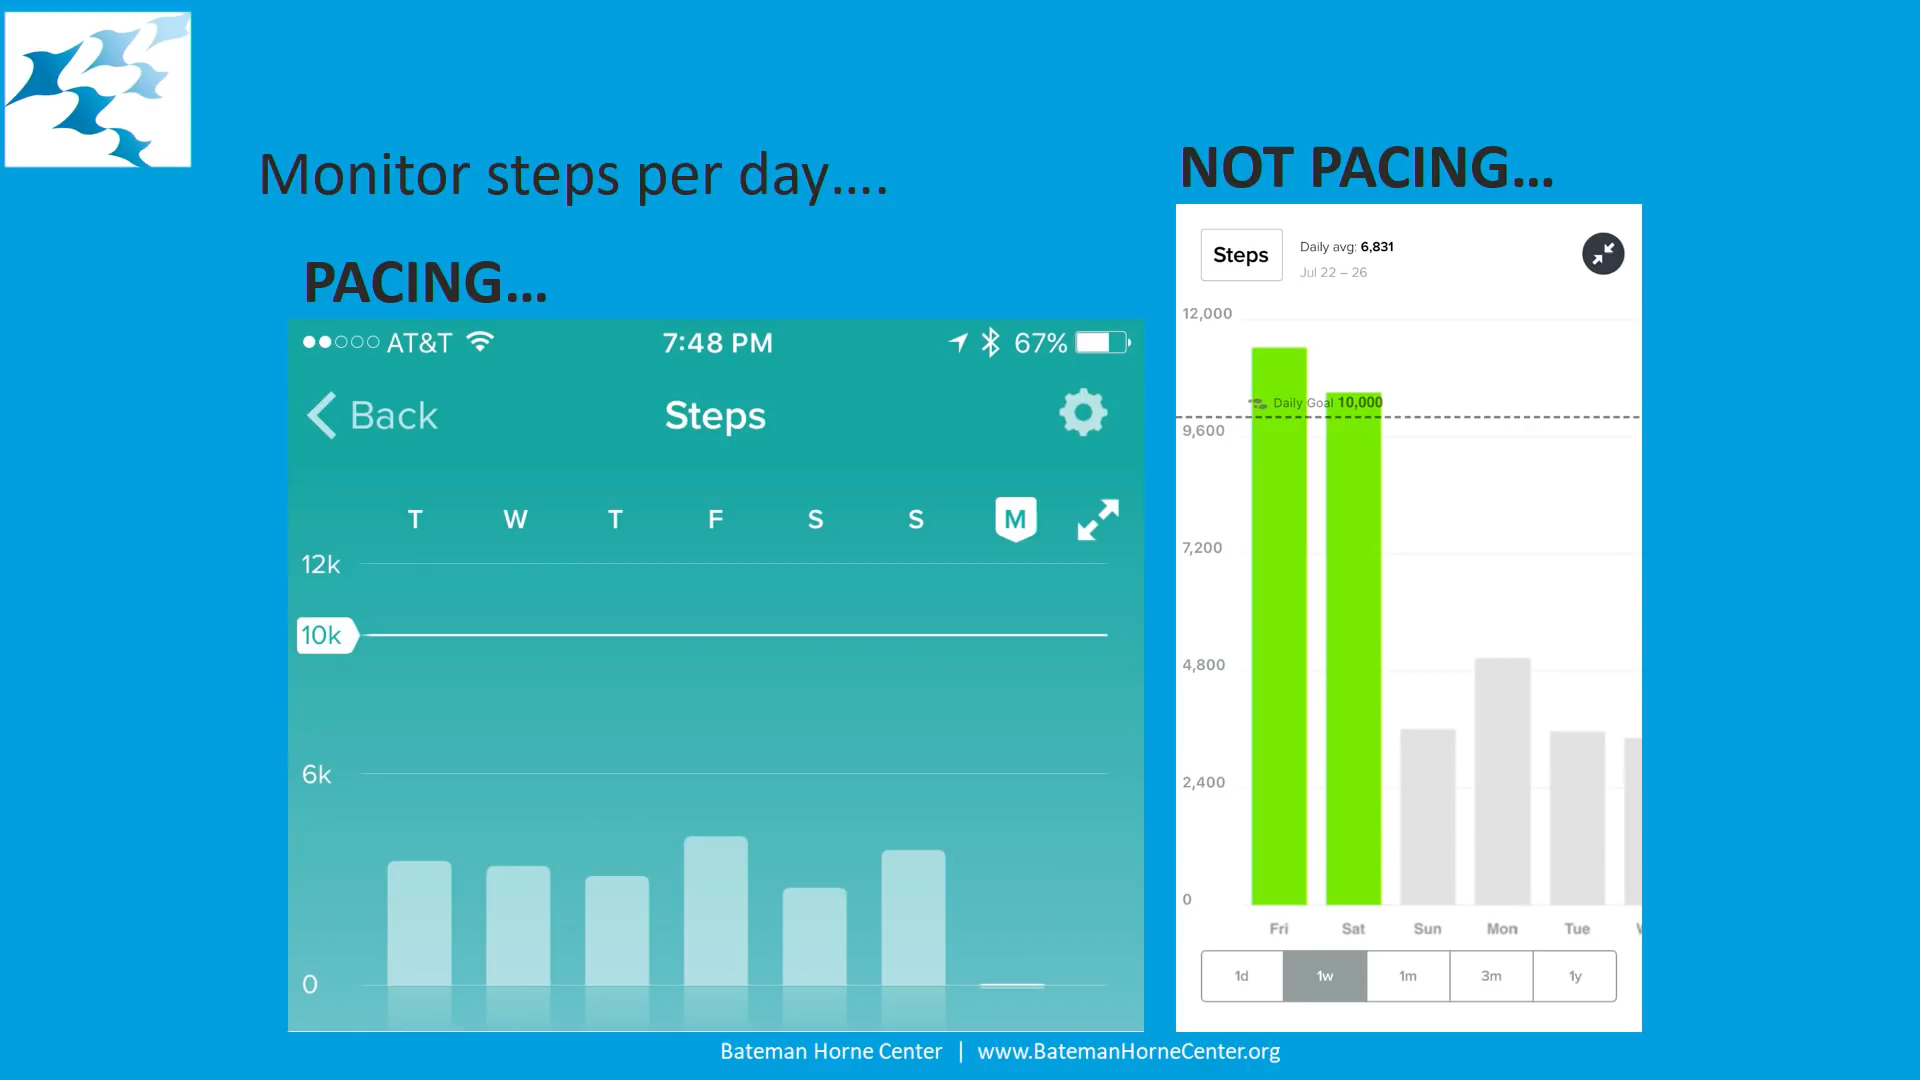 Monitor steps per day....
PACING...
AT&T 7:48 PM 67%
Back Steps
T W T F S S M
12k
10k
6k
0
NOT PACING...
Steps
Daily avg: 6,831
Jul 22 – 26
12,000
Daily Goal 10,000
9,600
7,200
4,800
2,400
0
Fri Sat Sun Mon Tue
1d 1w 1m 3m 1y
Bateman Horne Center | www.BatemanHorneCenter.org